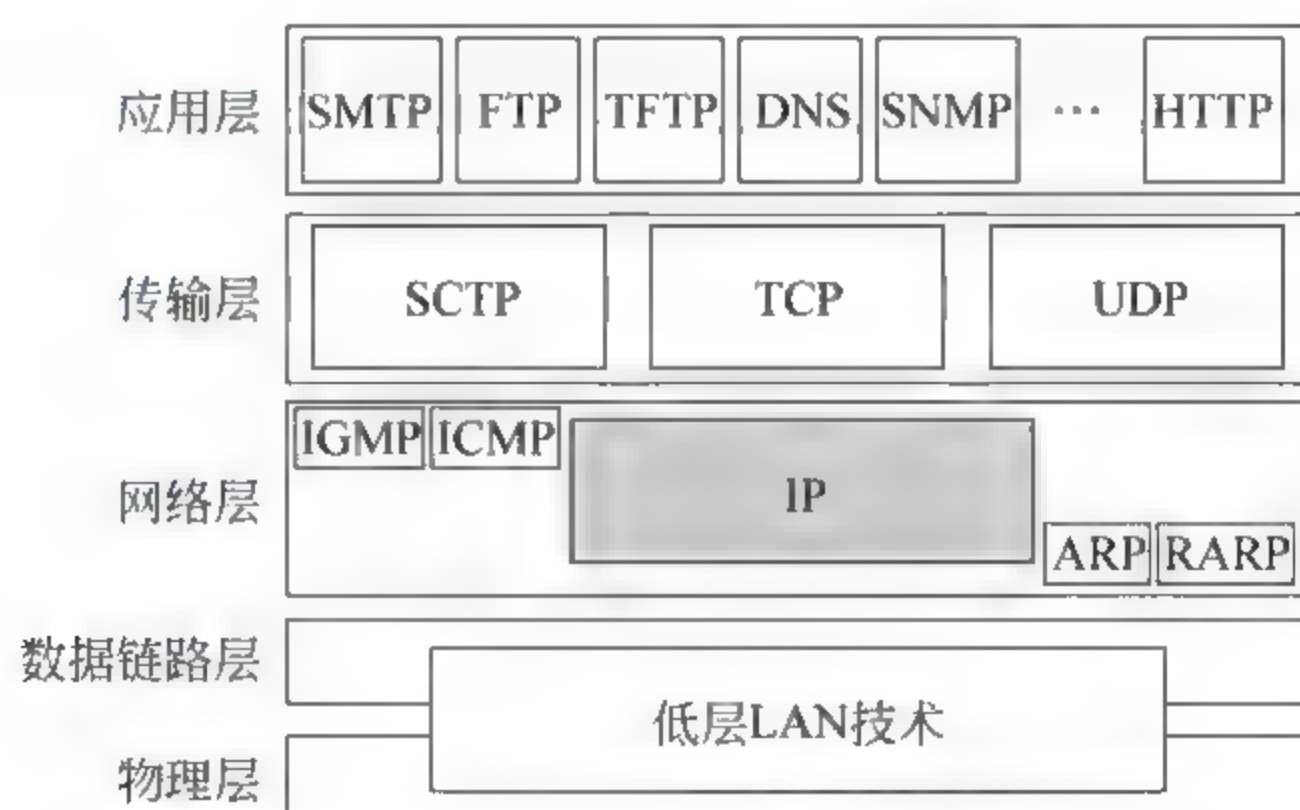 应用层 SMTP FTP TFTP DNS SNMP … HTTP
传输层 SCTP TCP UDP
IGMP ICMP
网络层 IP
ARP RARP
数据链路层
低层LAN技术
物理层